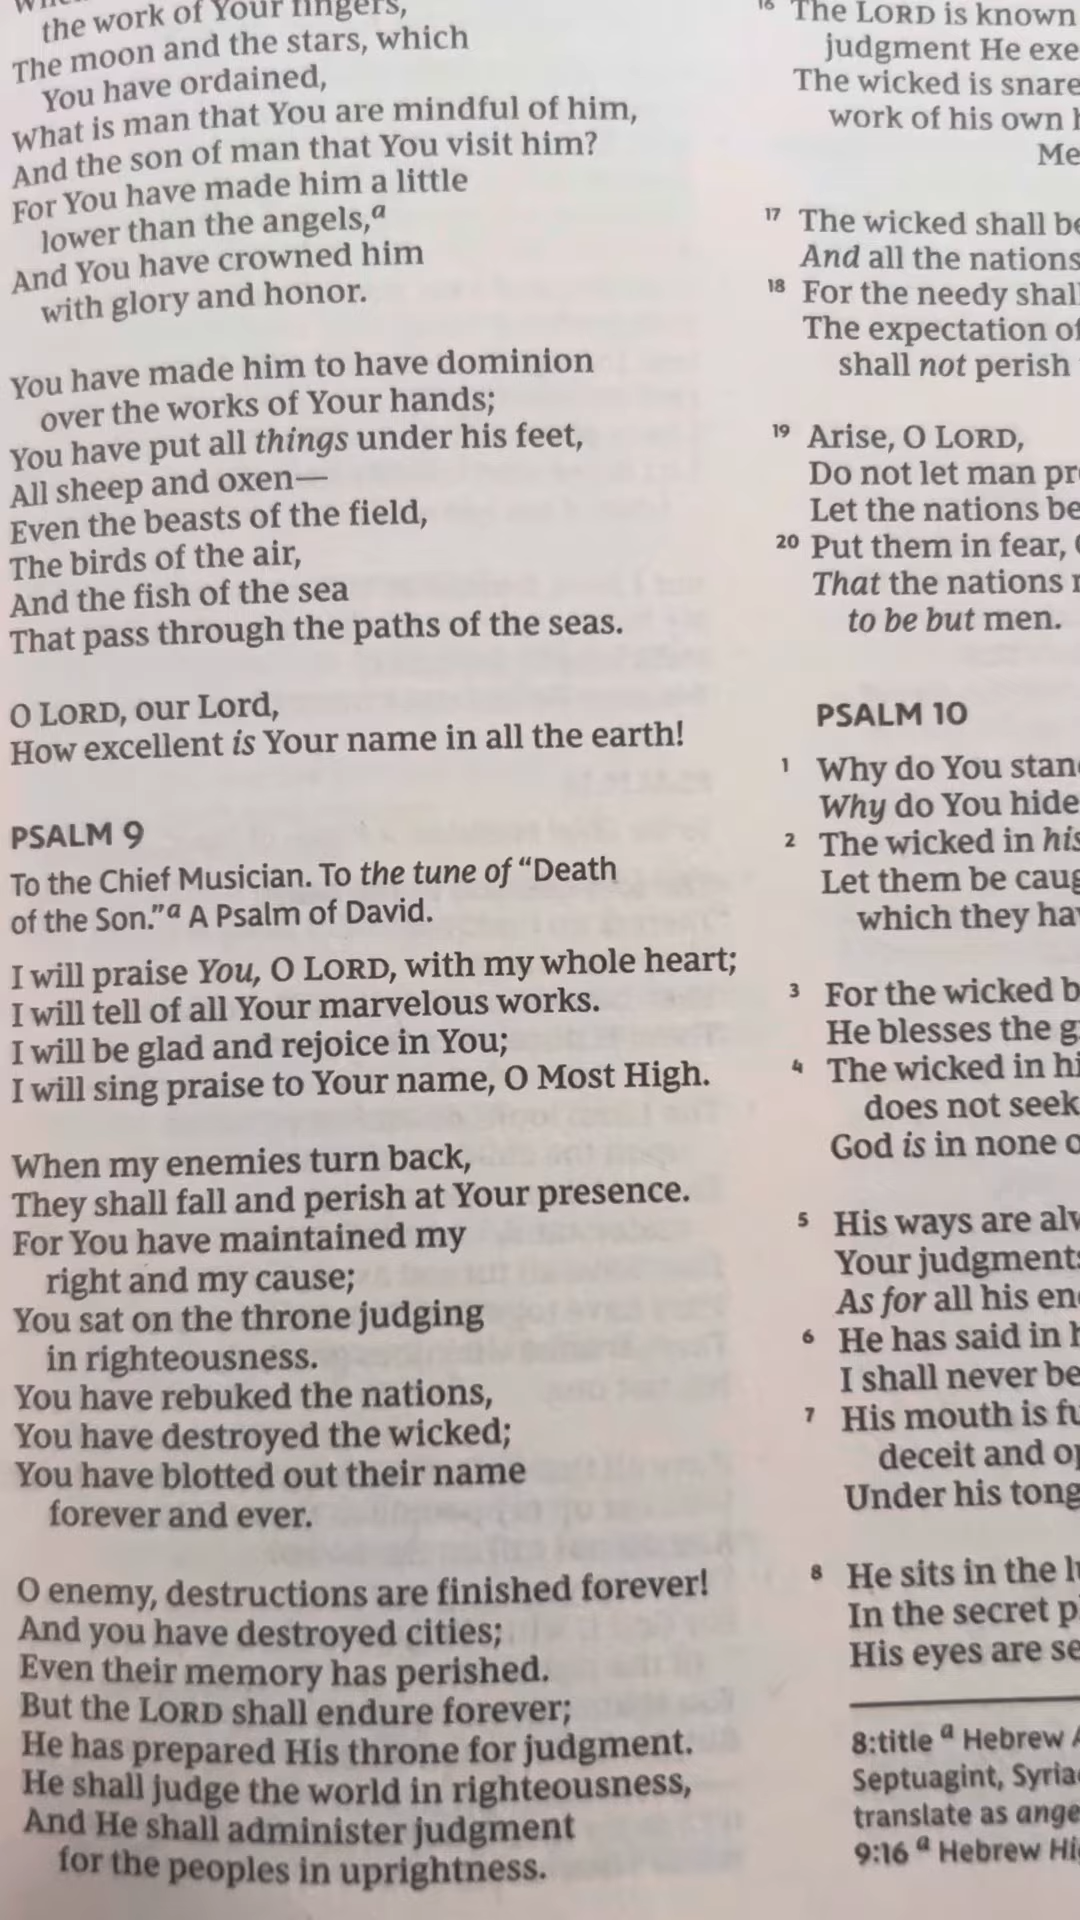 the work of Your fingers,
The moon and the stars, which
You have ordained,
What is man that You are mindful of him,
And the son of man that You visit him?
For You have made him a little
lower than the angels,a
And You have crowned him
with glory and honor.
You have made him to have dominion
over the works of Your hands;
You have put all things under his feet,
All sheep and oxen—
Even the beasts of the field,
The birds of the air,
And the fish of the sea
That pass through the paths of the seas.
O LORD, our Lord,
How excellent is Your name in all the earth!
PSALM 9
To the Chief Musician. To the tune of “Death
of the Son.”a A Psalm of David.
I will praise You, O LORD, with my whole heart;
I will tell of all Your marvelous works.
I will be glad and rejoice in You;
I will sing praise to Your name, O Most High.
When my enemies turn back,
They shall fall and perish at Your presence.
For You have maintained my
right and my cause;
You sat on the throne judging
in righteousness.
You have rebuked the nations,
You have destroyed the wicked;
You have blotted out their name
forever and ever.
O enemy, destructions are finished forever!
And you have destroyed cities;
Even their memory has perished.
But the LORD shall endure forever;
He has prepared His throne for judgment.
He shall judge the world in righteousness,
And He shall administer judgment
for the peoples in uprightness.
16 The LORD is known
judgment He exe
The wicked is snare
work of his own
Me
17 The wicked shall be
And all the nations
18 For the needy shal
The expectation of
shall not perish
19 Arise, O LORD,
Do not let man pr
Let the nations be
20 Put them in fear,
That the nations
to be but men.
PSALM 10
1 Why do You stan
Why do You hide
2 The wicked in his
Let them be caug
which they ha
3 For the wicked b
He blesses the g
4 The wicked in hi
does not seek
God is in none o
5 His ways are alw
Your judgments
As for all his en
6 He has said in h
I shall never be
7 His mouth is fu
deceit and op
Under his tong
8 He sits in the lu
In the secret p
His eyes are se
8:title a Hebrew A
Septuagint, Syria
translate as ange
9:16 a Hebrew Hi